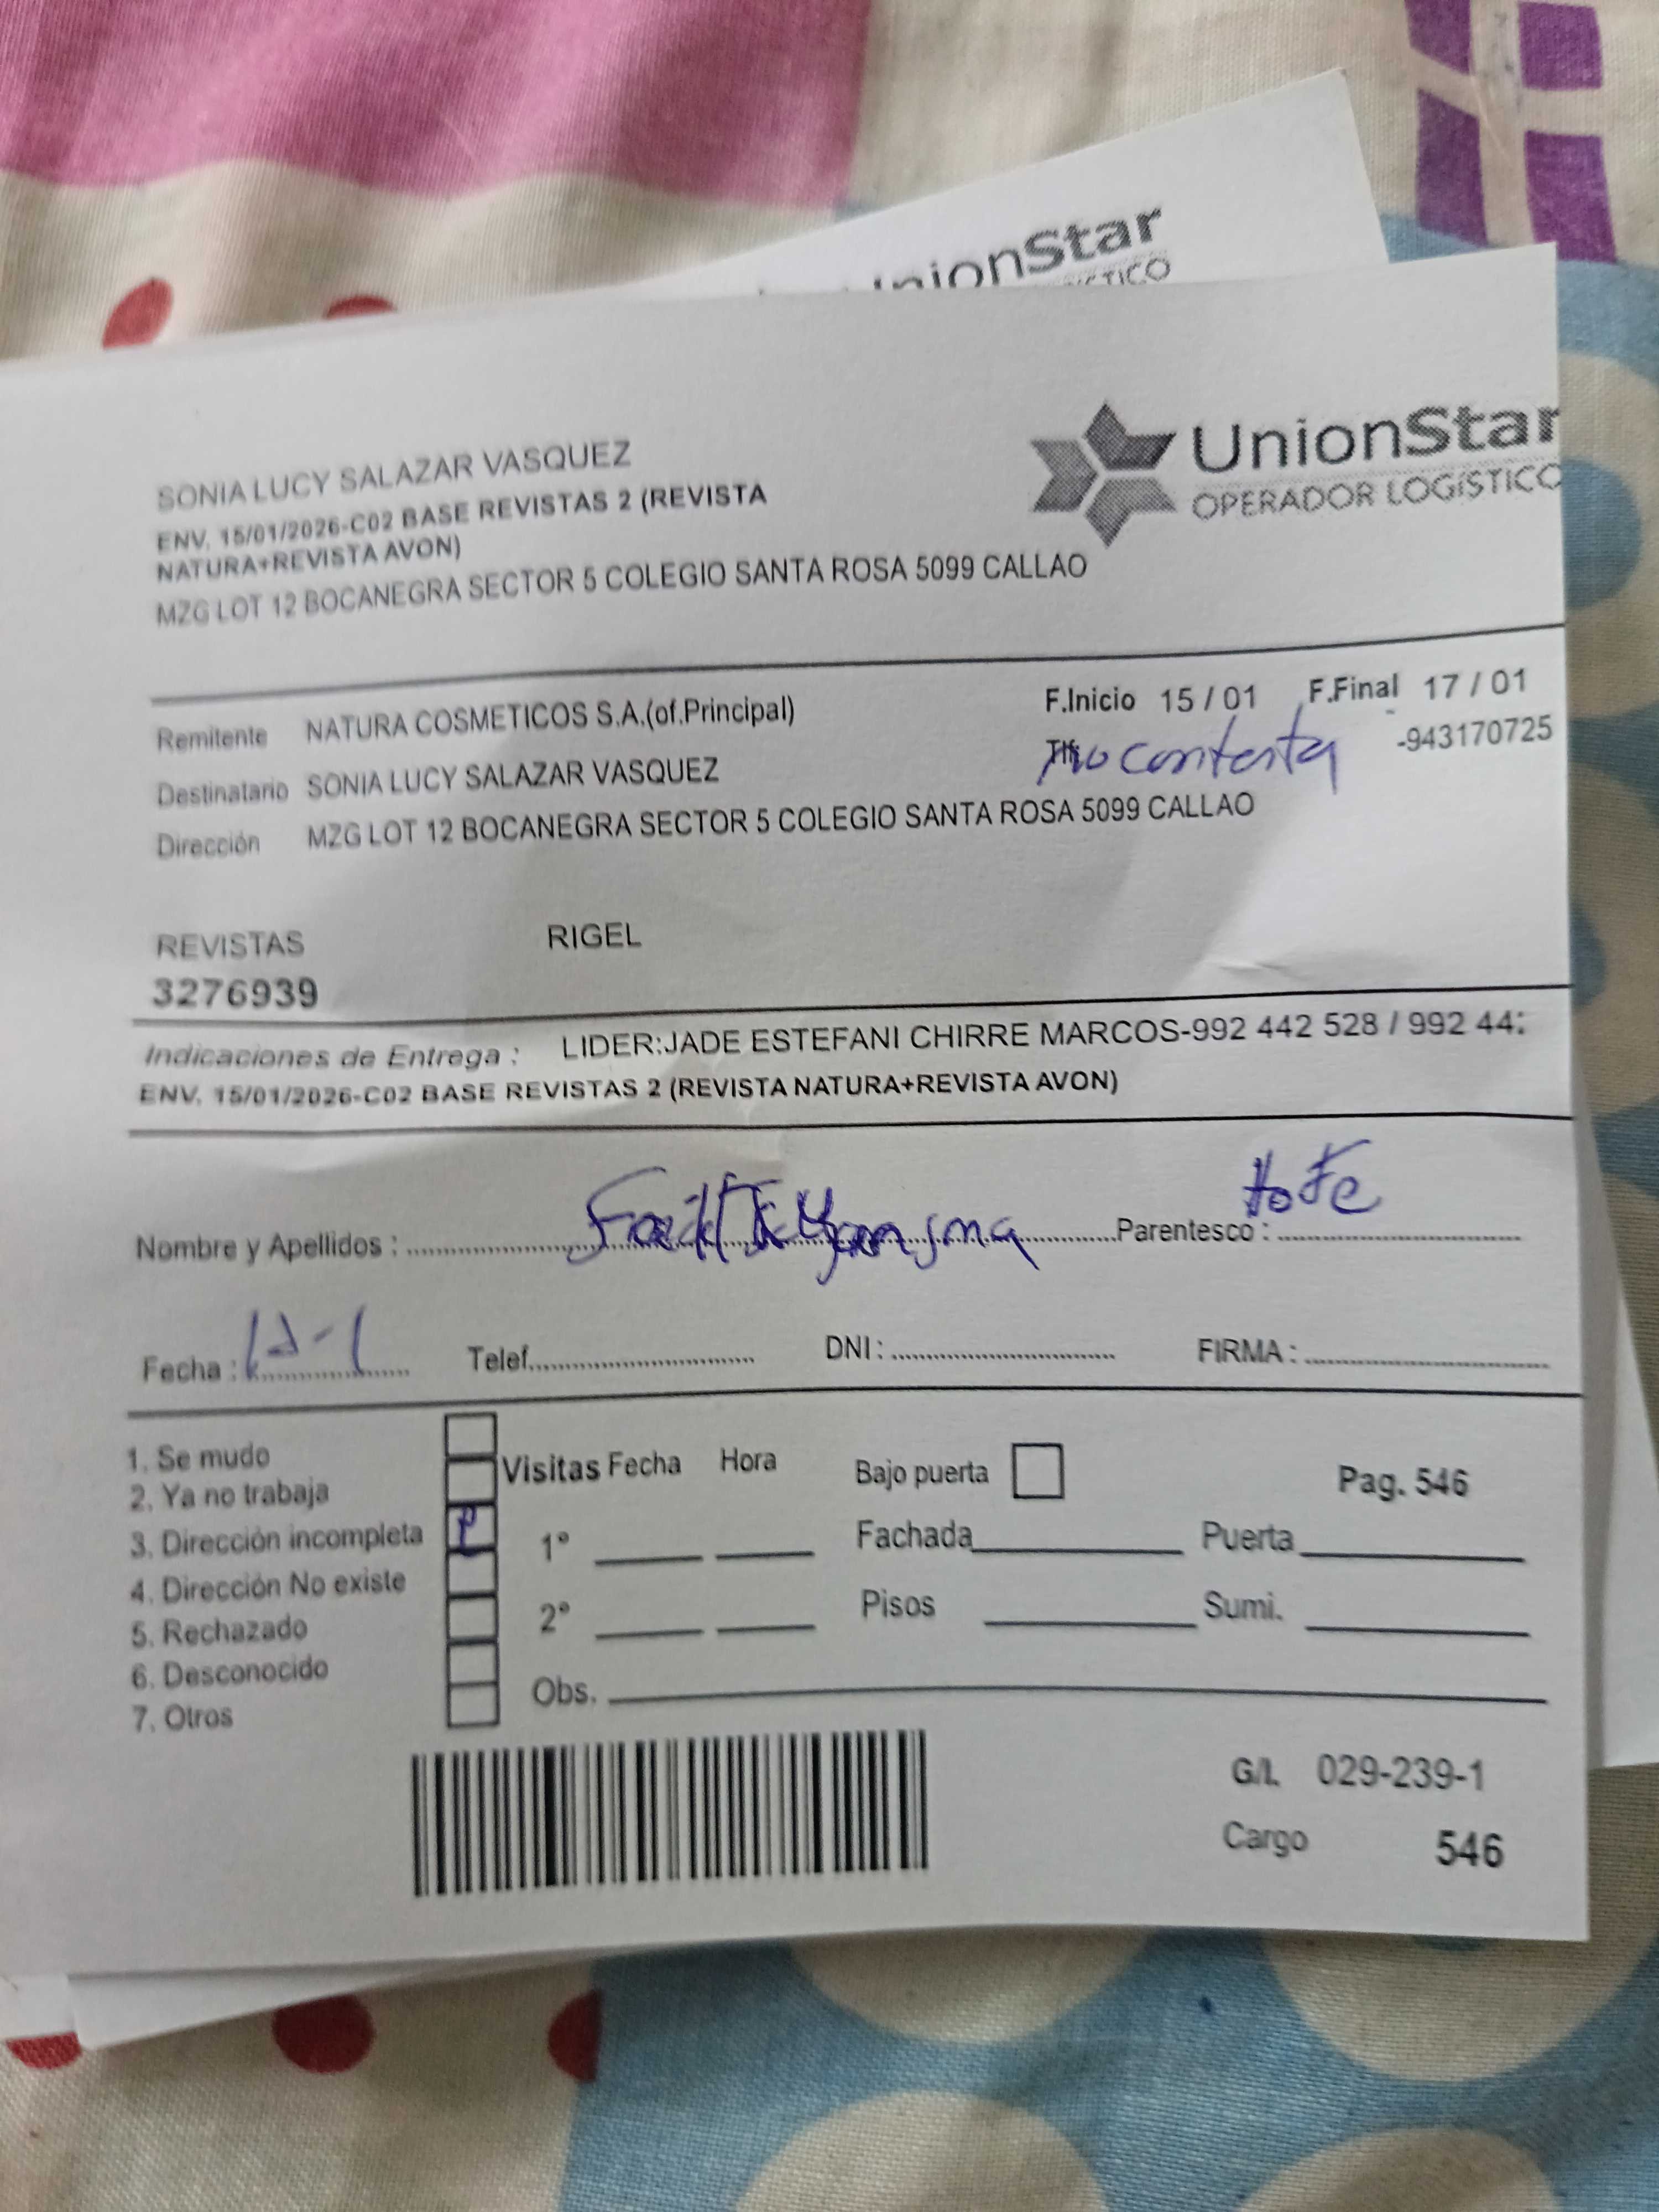 UnionStar
SONIA LUCY SALAZAR VASQUEZ
ENV. 15/01/2026-C02 BASE REVISTAS 2 (REVISTA
NATURA+REVISTA AVON)
MZG LOT 12 BOCANEGRA SECTOR 5 COLEGIO SANTA ROSA 5099 CALLAO
UnionStar
OPERADOR LOGÍSTICO
Remitente NATURA COSMETICOS S.A.(of.Principal) F.Inicio 15 / 01 F.Final 17 / 01
Destinatario SONIA LUCY SALAZAR VASQUEZ Tlf. no contesta -943170725
Dirección MZG LOT 12 BOCANEGRA SECTOR 5 COLEGIO SANTA ROSA 5099 CALLAO
REVISTAS RIGEL
3276939
Indicaciones de Entrega : LIDER:JADE ESTEFANI CHIRRE MARCOS-992 442 528 / 992 44
ENV. 15/01/2026-C02 BASE REVISTAS 2 (REVISTA NATURA+REVISTA AVON)
Nombre y Apellidos : Falta Parentesco :
Fecha : Telef. DNI : FIRMA :
1. Se mudo
2. Ya no trabaja
3. Dirección incompleta
4. Dirección No existe
5. Rechazado
6. Desconocido
7. Otros
Visitas Fecha Hora Bajo puerta Pag. 546
1° Fachada Puerta
2° Pisos Sumi.
Obs.
G/L 029-239-1
Cargo 546